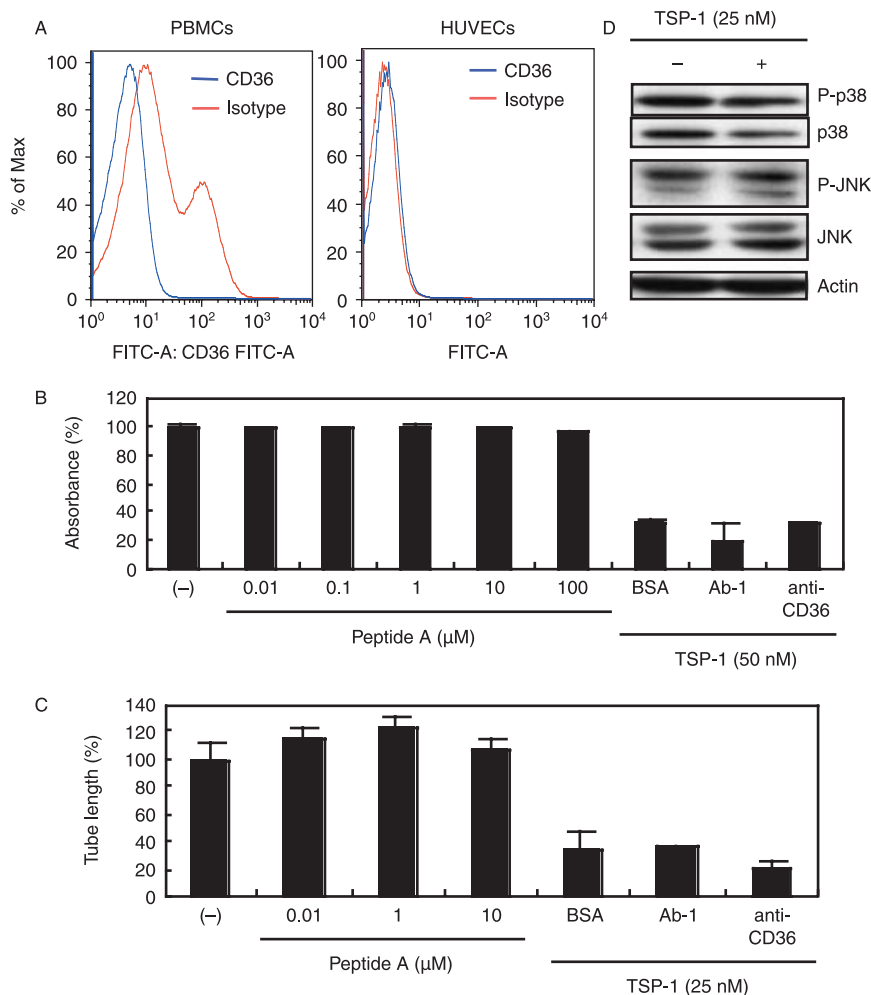 A
PBMCs
% of Max
100
80
60
40
20
0
CD36
Isotype
10^0
10^1
10^2
10^3
10^4
FITC-A: CD36 FITC-A
HUVECs
100
80
60
40
20
0
CD36
Isotype
10^0
10^1
10^2
10^3
10^4
FITC-A
D
TSP-1 (25 nM)
– +
P-p38
p38
P-JNK
JNK
Actin
B
Absorbance (%)
120
100
80
60
40
20
0
(–) 0.01 0.1 1 10 100 BSA Ab-1 anti-
CD36
Peptide A (μM)
TSP-1 (50 nM)
C
Tube length (%)
140
120
100
80
60
40
20
0
(–) 0.01 1 10 BSA Ab-1 anti-
CD36
Peptide A (μM)
TSP-1 (25 nM)